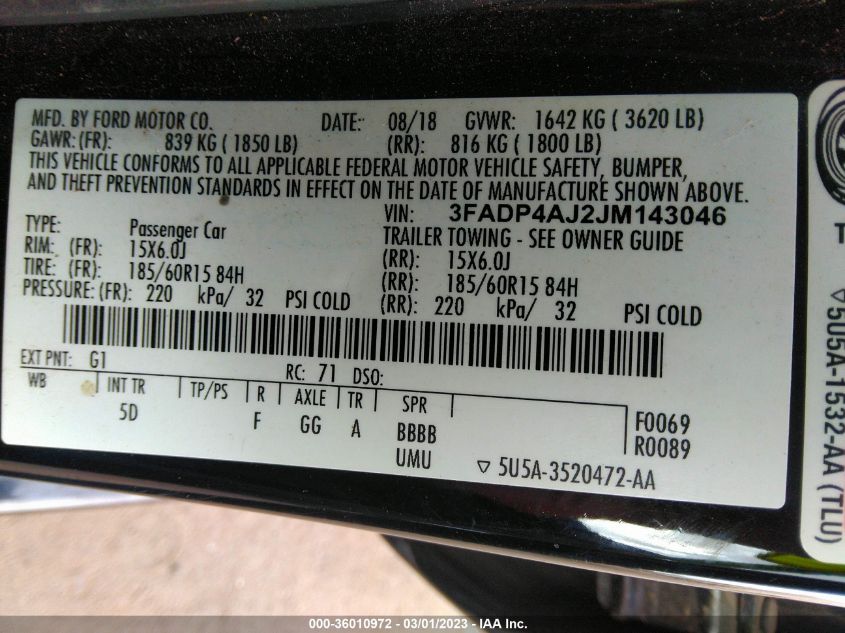 MFD. BY FORD MOTOR CO. DATE: 08/18 GVWR: 1642 KG ( 3620 LB)
GAWR: (FR): 839 KG ( 1850 LB) (RR): 816 KG ( 1800 LB)
THIS VEHICLE CONFORMS TO ALL APPLICABLE FEDERAL MOTOR VEHICLE SAFETY, BUMPER,
AND THEFT PREVENTION STANDARDS IN EFFECT ON THE DATE OF MANUFACTURE SHOWN ABOVE.
VIN: 3FADP4AJ2JM143046
TYPE: Passenger Car TRAILER TOWING - SEE OWNER GUIDE
RIM: (FR): 15X6.0J (RR): 15X6.0J
TIRE: (FR): 185/60R15 84H (RR): 185/60R15 84H
PRESSURE: (FR): 220 kPa/ 32 PSI COLD (RR): 220 kPa/ 32 PSI COLD
EXT PNT: G1 RC: 71 DSO:
WB INT TR TP/PS R AXLE TR SPR
5D F GG A BBBB F0069
UMU R0089
▽ 5U5A-3520472-AA
▽5U5A-1532-AA (TLU)
000-36010972 - 03/01/2023 - IAA Inc.